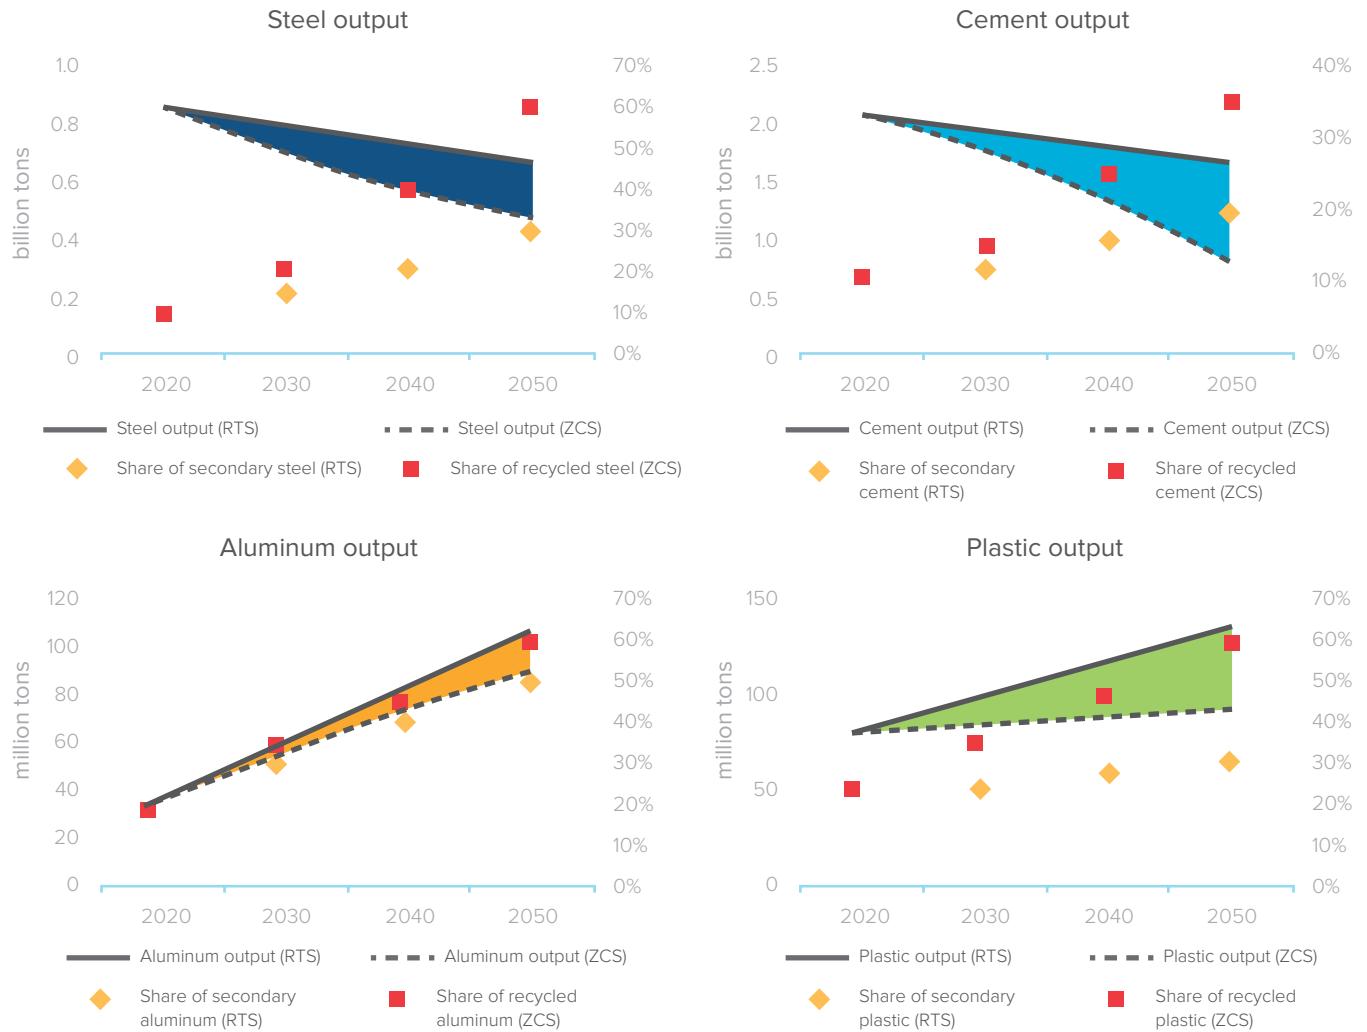 Steel output
1.0
0.8
0.6
0.4
0.2
0
billion tons
70%
60%
50%
40%
30%
20%
10%
0%
2020 2030 2040 2050
Steel output (RTS)
Steel output (ZCS)
Share of secondary steel (RTS)
Share of recycled steel (ZCS)
Cement output
2.5
2.0
1.5
1.0
0.5
0
billion tons
40%
30%
20%
10%
0%
2020 2030 2040 2050
Cement output (RTS)
Cement output (ZCS)
Share of secondary
cement (RTS)
Share of recycled
cement (ZCS)
Aluminum output
120
100
80
60
40
20
0
million tons
70%
60%
50%
40%
30%
20%
10%
0%
2020 2030 2040 2050
Aluminum output (RTS)
Aluminum output (ZCS)
Share of secondary
aluminum (RTS)
Share of recycled
aluminum (ZCS)
Plastic output
150
100
50
0
million tons
70%
60%
50%
40%
30%
20%
10%
0%
2020 2030 2040 2050
Plastic output (RTS)
Plastic output (ZCS)
Share of secondary
plastic (RTS)
Share of recycled
plastic (ZCS)